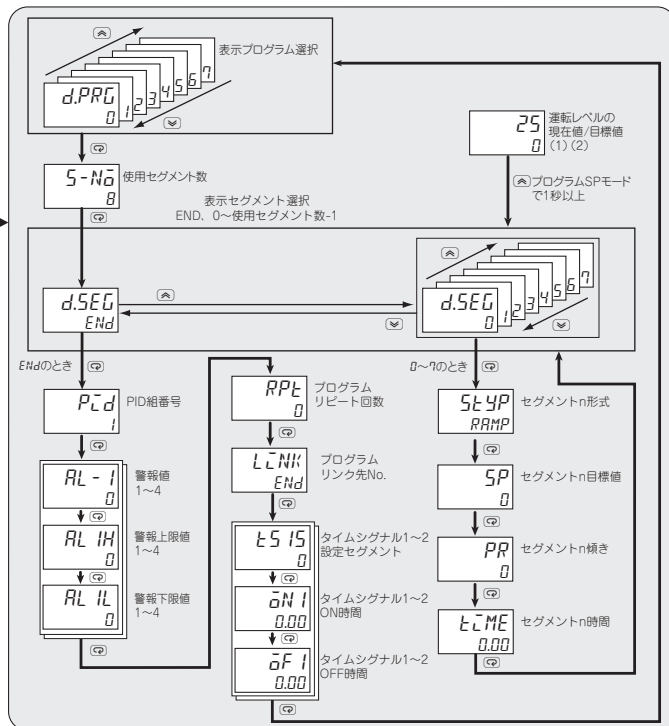 表示プログラム選択
d.PRG
0
1
2
3
4
5
6
7
S-No
使用セグメント数
8
25
0
運転レベルの
現在値/目標値
(1)(2)
プログラムSPモード
で1秒以上
表示セグメント選択
END、0~使用セグメント数-1
d.SEG
ENd
d.SEG
0
1
2
3
4
5
6
7
ENdのとき
Pid
PID組番号
1
AL-1
警報値
0
1~4
AL1H
警報上限値
0
1~4
AL1L
警報下限値
0
1~4
RPt
プログラム
リピート回数
0
LiNK
プログラム
リンク先No.
ENd
tS1S
タイムシグナル1~2
設定セグメント
0
oN1
タイムシグナル1~2
ON時間
0.00
oF1
タイムシグナル1~2
OFF時間
0.00
0~7のとき
StYP
セグメントn形式
RAMP
SP
セグメントn目標値
0
PR
セグメントn傾き
0
tiME
セグメントn時間
0.00